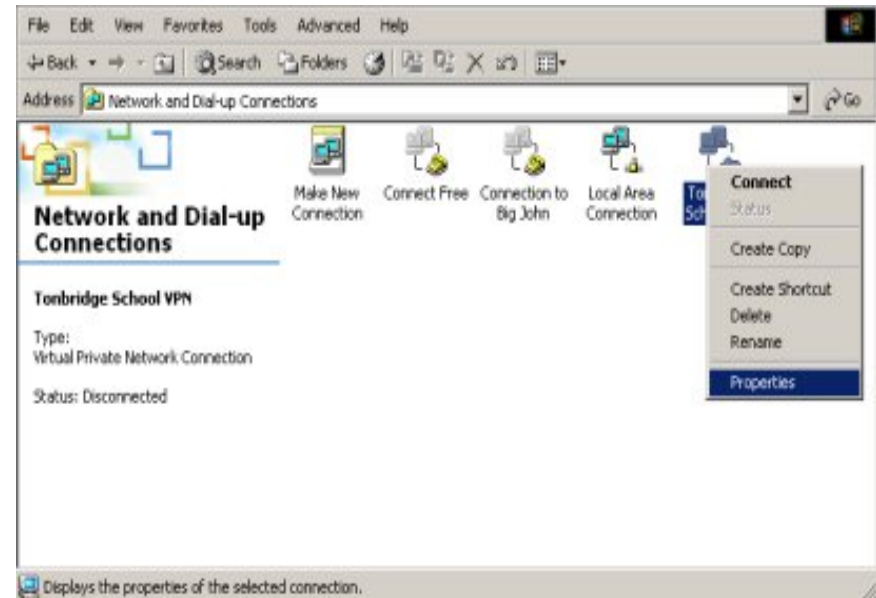 File Edit View Favorites Tools Advanced Help
Back Search Folders
Address Network and Dial-up Connections Go
Network and Dial-up
Connections
Tonbridge School VPN
Type:
Virtual Private Network Connection
Status: Disconnected
Make New
Connection
Connect Free
Connection to
Big John
Local Area
Connection
To
Sch
Connect
Status
Create Copy
Create Shortcut
Delete
Rename
Properties
Displays the properties of the selected connection.